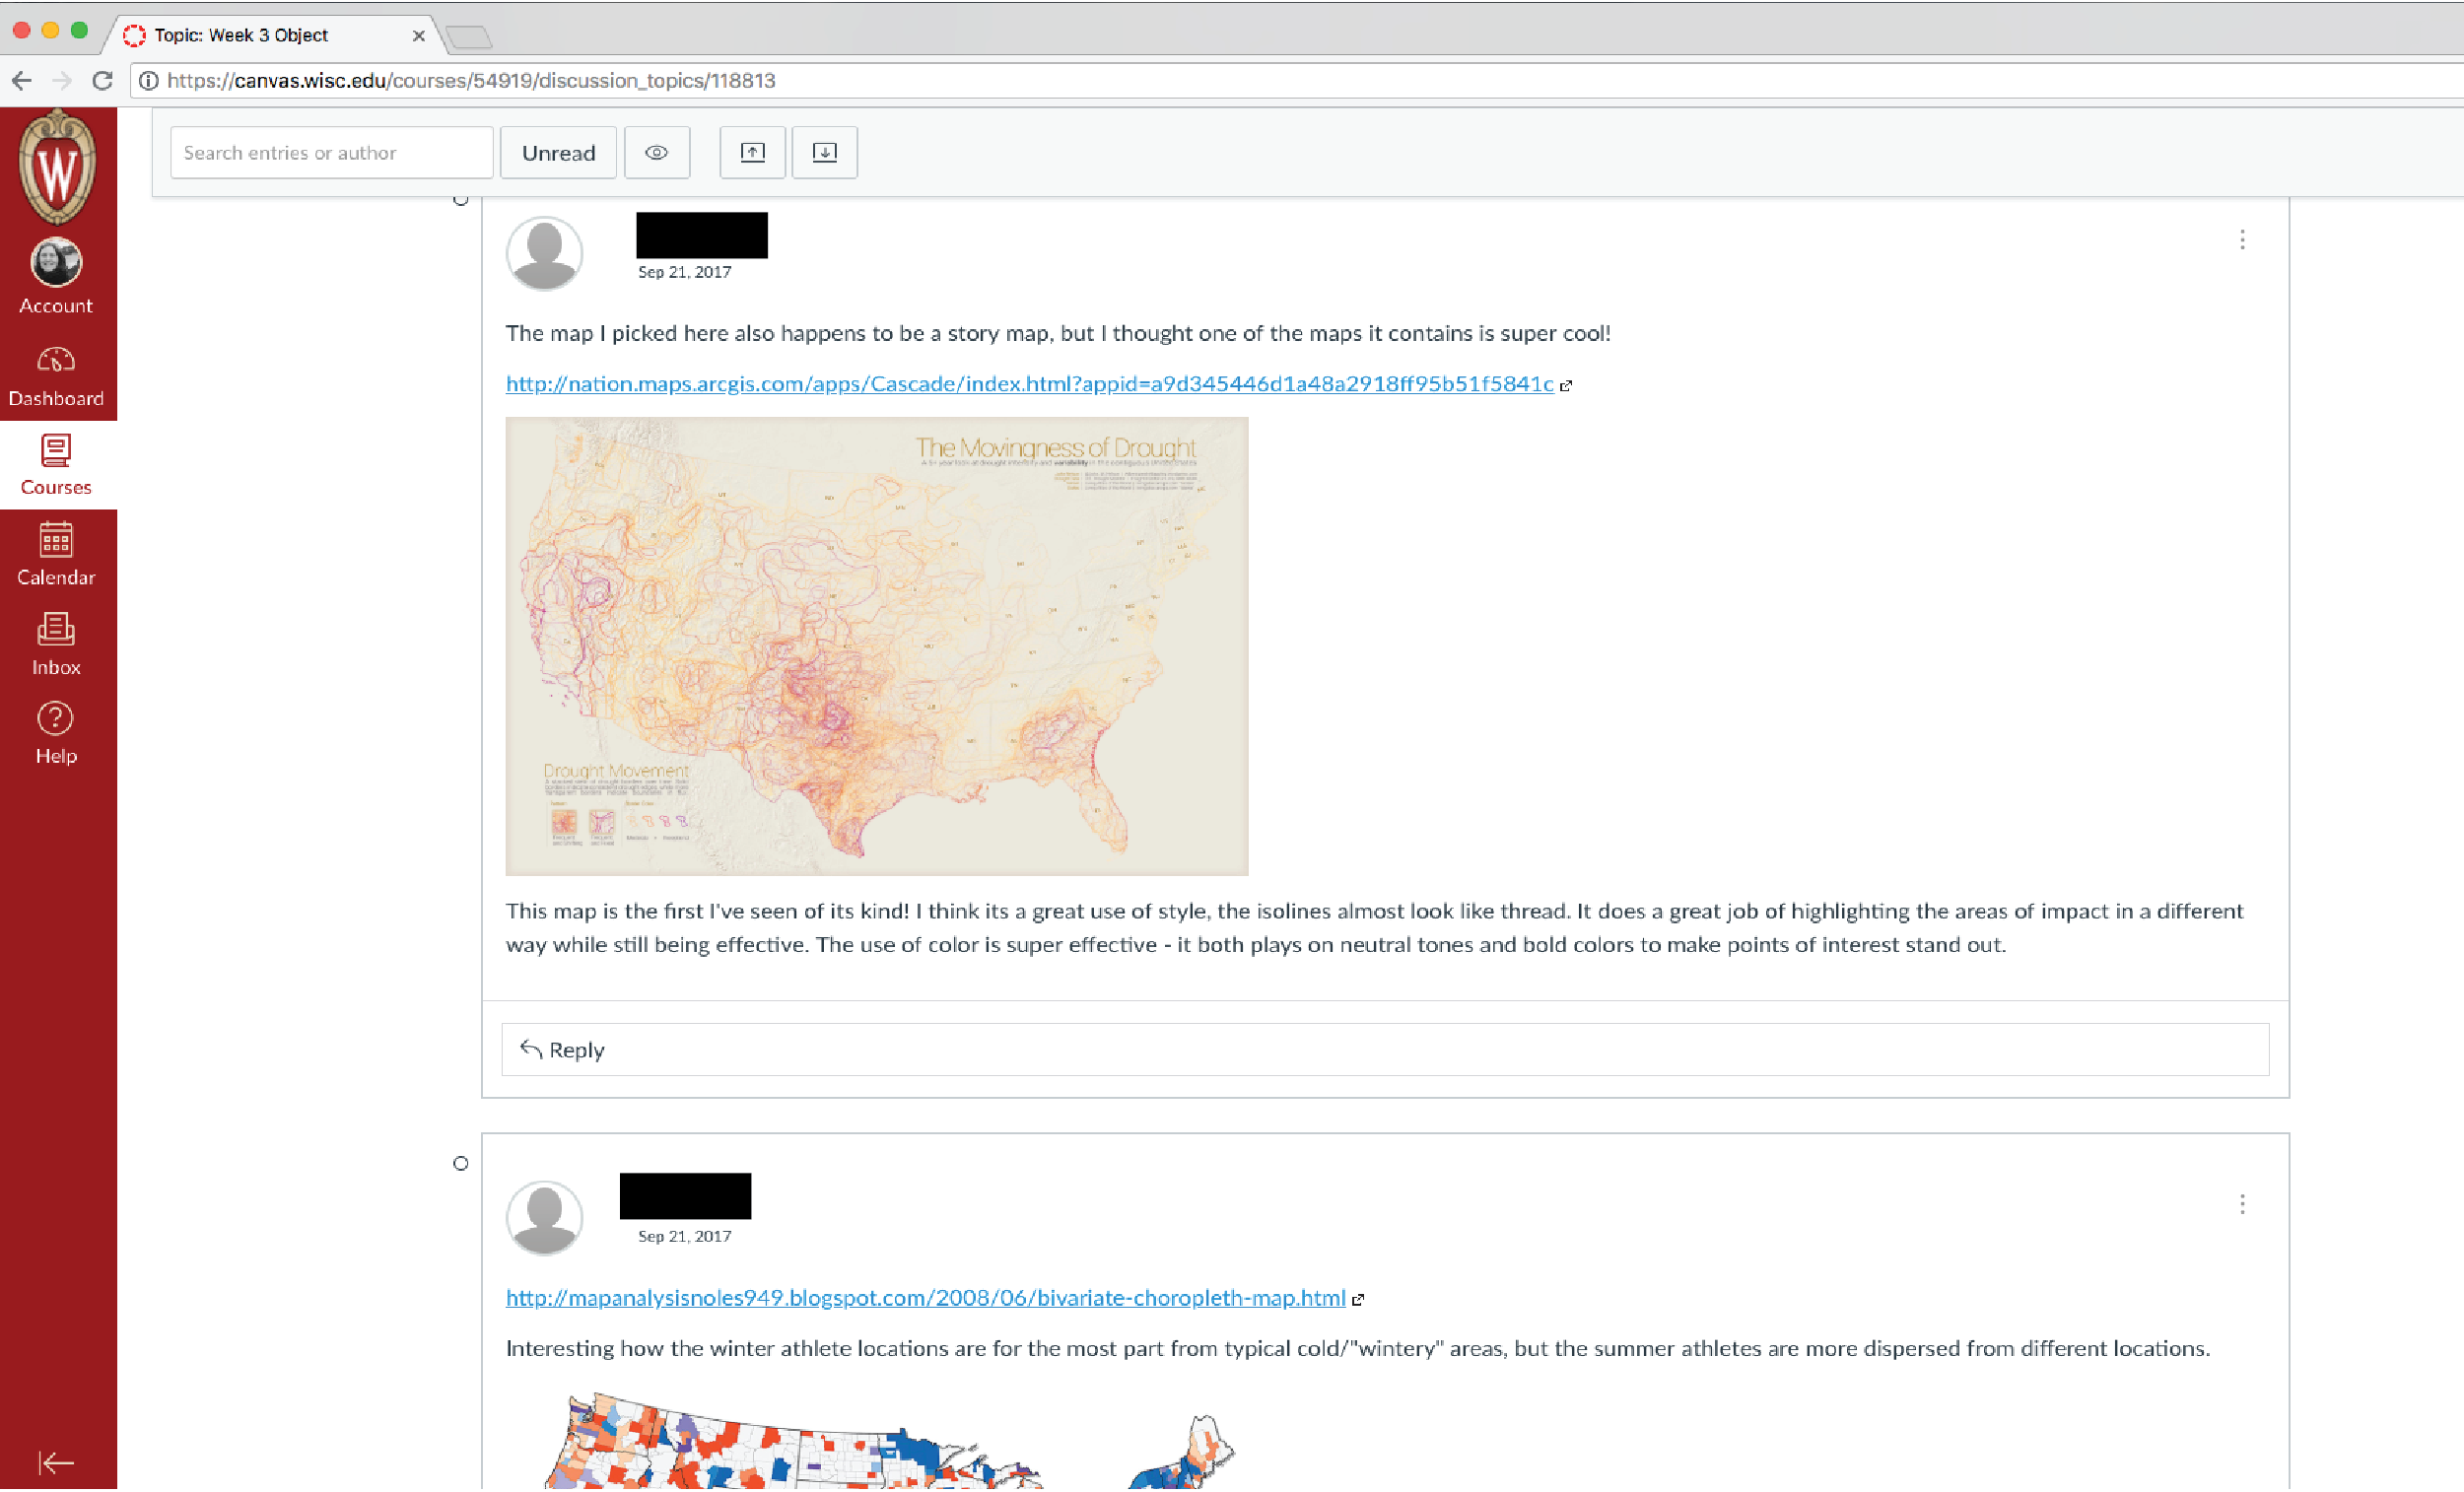 Topic: Week 3 Object
https://canvas.wisc.edu/courses/54919/discussion_topics/118813
W
Search entries or author
Unread
Account
Dashboard
Courses
Calendar
Inbox
Help
Sep 21, 2017
The map I picked here also happens to be a story map, but I thought one of the maps it contains is super cool!
http://nation.maps.arcgis.com/apps/Cascade/index.html?appid=a9d345446d1a48a2918ff95b51f5841c
The Movingness of Drought
Drought Movement
This map is the first I've seen of its kind! I think its a great use of style, the isolines almost look like thread. It does a great job of highlighting the areas of impact in a different
way while still being effective. The use of color is super effective - it both plays on neutral tones and bold colors to make points of interest stand out.
Reply
Sep 21, 2017
http://mapanalysisnoles949.blogspot.com/2008/06/bivariate-choropleth-map.html
Interesting how the winter athlete locations are for the most part from typical cold/"wintery" areas, but the summer athletes are more dispersed from different locations.